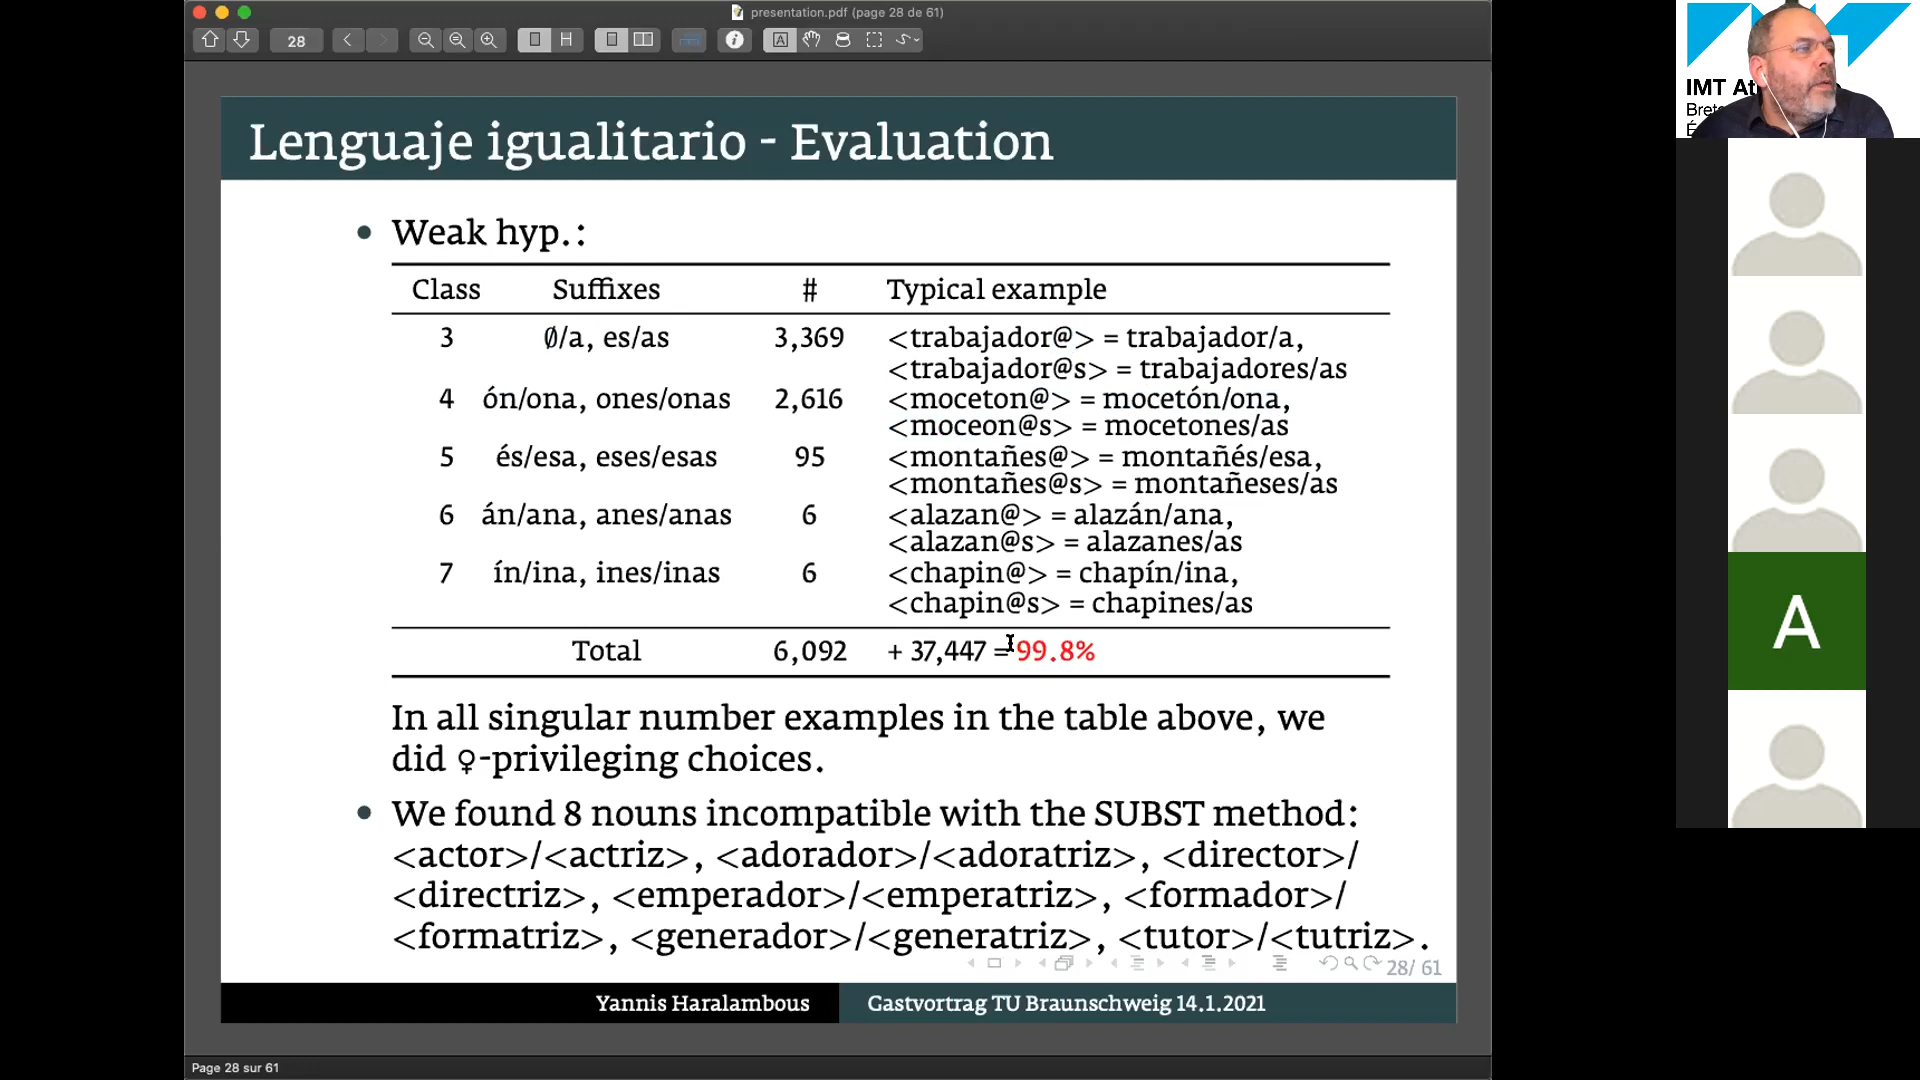 presentation.pdf (page 28 de 61)
28
Lenguaje igualitario - Evaluation
• Weak hyp.:
Class Suffixes # Typical example
3 Ø/a, es/as 3,369 <trabajador@> = trabajador/a,
<trabajador@s> = trabajadores/as
4 ón/ona, ones/onas 2,616 <moceton@> = mocetón/ona,
<moceon@s> = mocetones/as
5 és/esa, eses/esas 95 <montañes@> = montañés/esa,
<montañes@s> = montañeses/as
6 án/ana, anes/anas 6 <alazan@> = alazán/ana,
<alazan@s> = alazanes/as
7 ín/ina, ines/inas 6 <chapin@> = chapín/ina,
<chapin@s> = chapines/as
Total 6,092 + 37,447 = 99.8%
In all singular number examples in the table above, we
did ♀-privileging choices.
• We found 8 nouns incompatible with the SUBST method:
<actor>/<actriz>, <adorador>/<adoratriz>, <director>/
<directriz>, <emperador>/<emperatriz>, <formador>/
<formatriz>, <generador>/<generatriz>, <tutor>/<tutriz>.
28/ 61
Yannis Haralambous Gastvortrag TU Braunschweig 14.1.2021
Page 28 sur 61
IMT At
Bret
A